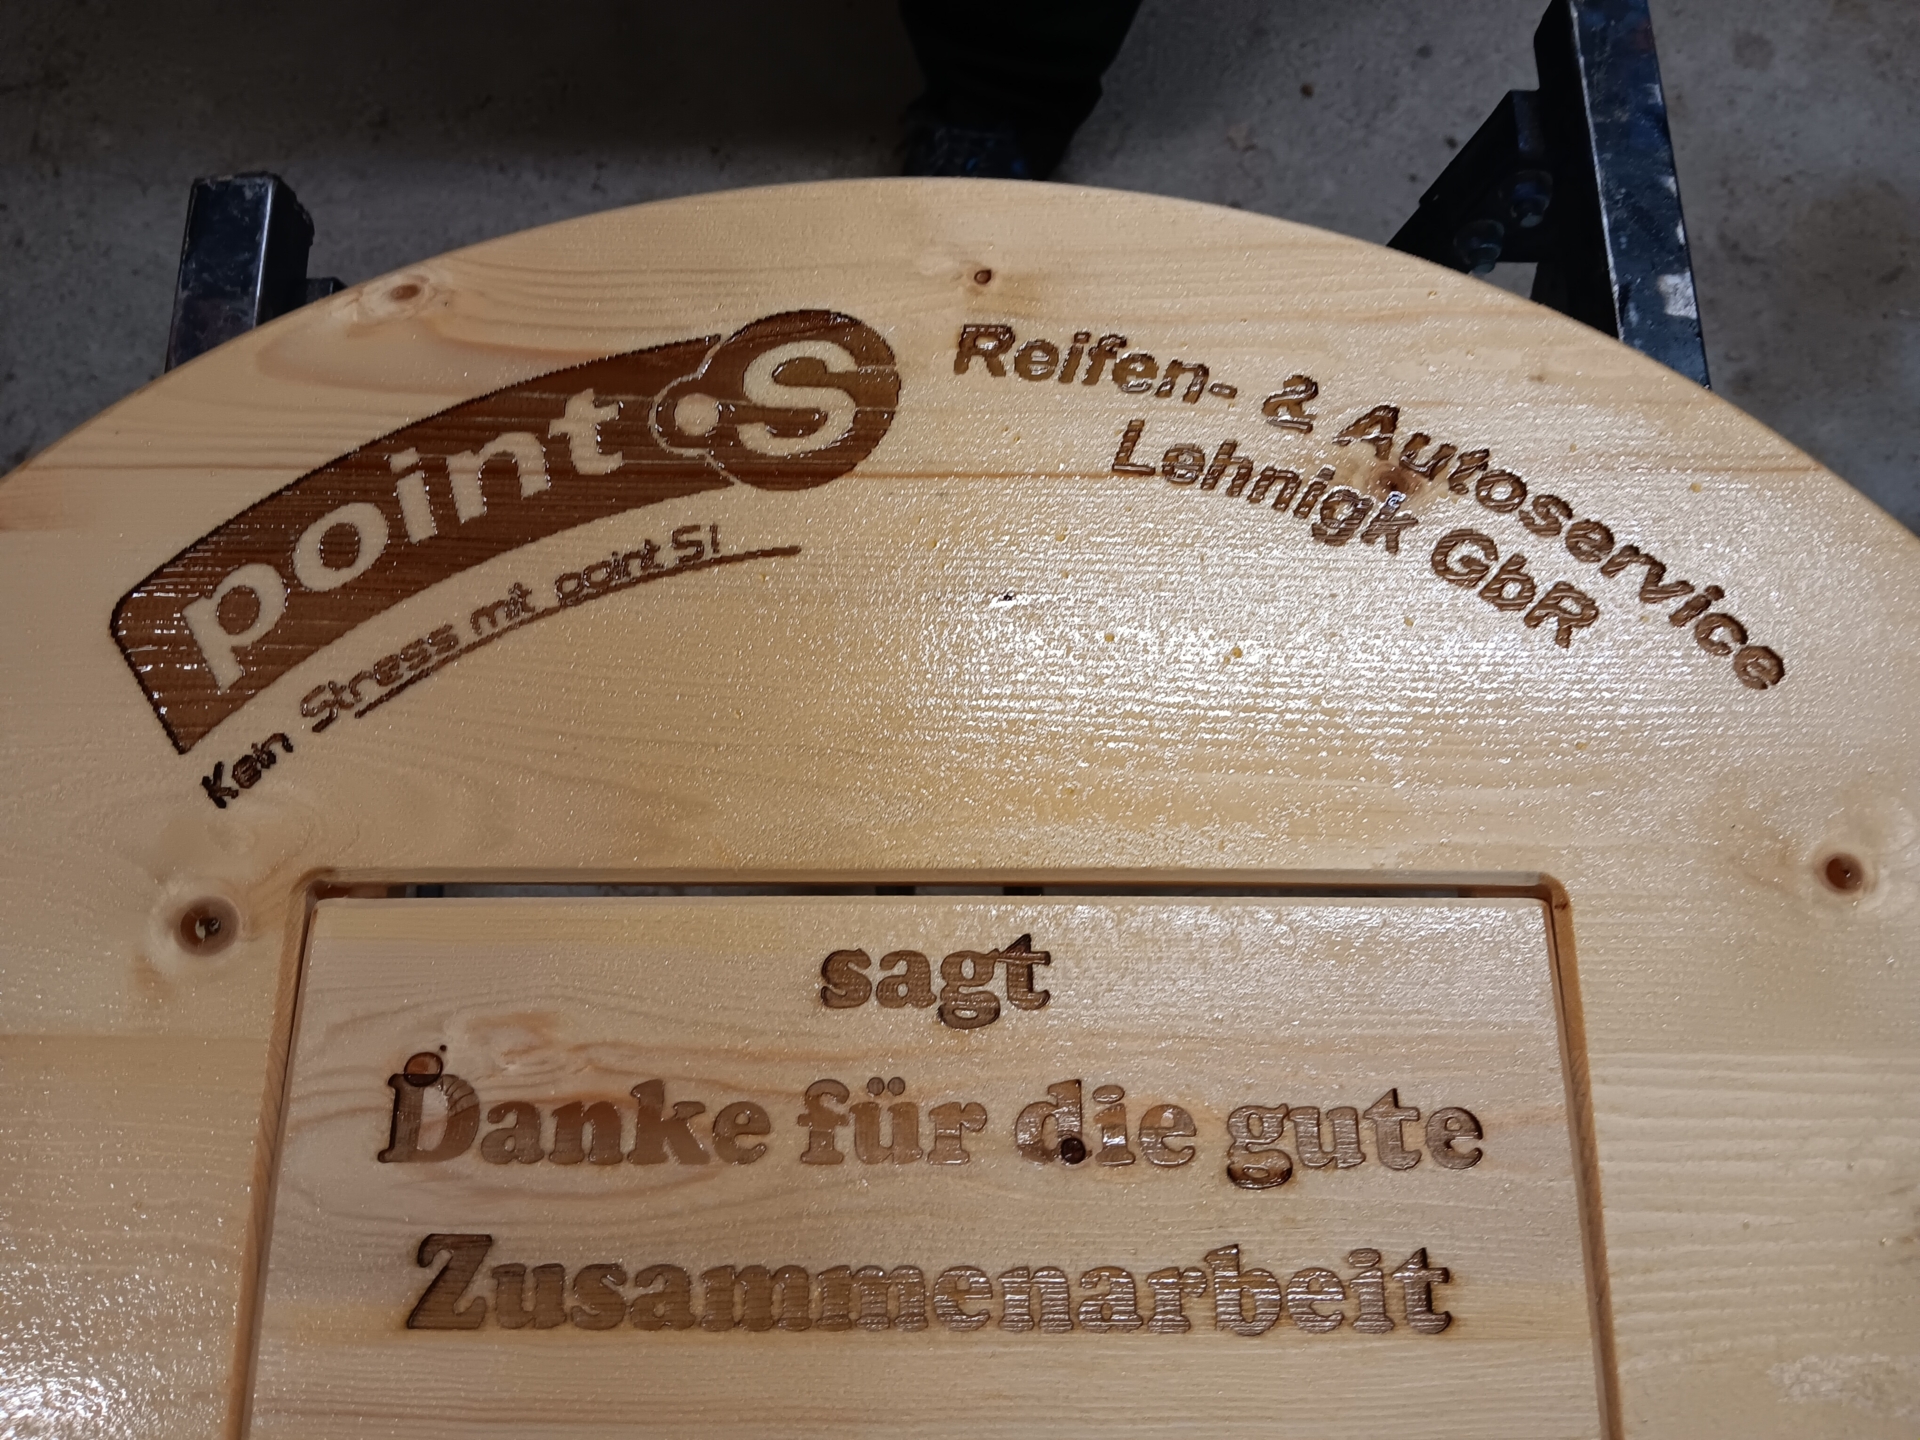 point S
Kein Stress mit point S!
Reifen- & Autoservice
Lehnigk GbR
sagt
Danke für die gute
Zusammenarbeit